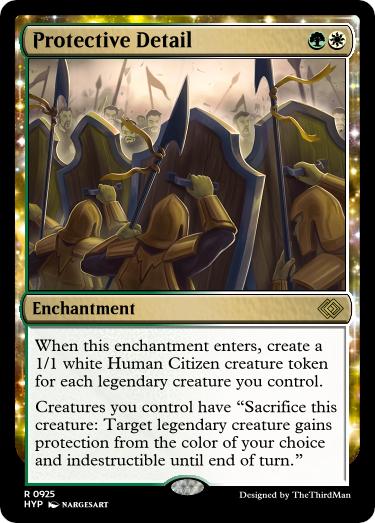 Protective Detail
Enchantment
When this enchantment enters, create a
1/1 white Human Citizen creature token
for each legendary creature you control.
Creatures you control have “Sacrifice this
creature: Target legendary creature gains
protection from the color of your choice
and indestructible until end of turn.”
R 0925
HYP NARGESART
Designed by TheThirdMan